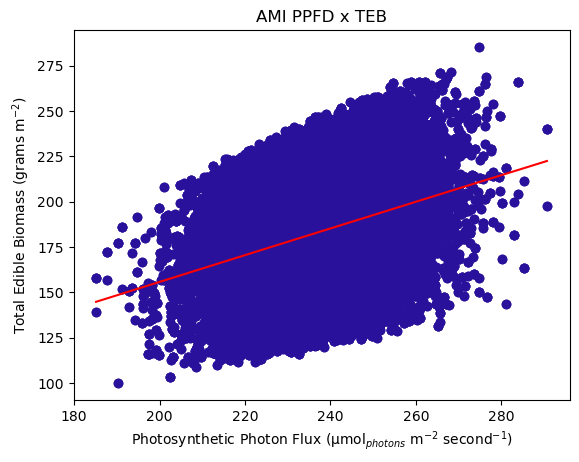 AMI PPFD x TEB
Total Edible Biomass (grams m⁻²)
275
250
225
200
175
150
125
100
180 200 220 240 260 280
Photosynthetic Photon Flux (μmol_photons m⁻² second⁻¹)